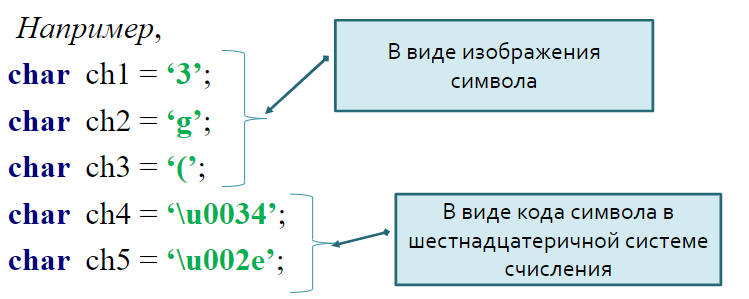 Например,
char ch1 = ‘3’;
char ch2 = ‘g’;
char ch3 = ‘(’;
char ch4 = ‘\u0034’;
char ch5 = ‘\u002e’;
В виде изображения
символа
В виде кода символа в
шестнадцатеричной системе
счисления